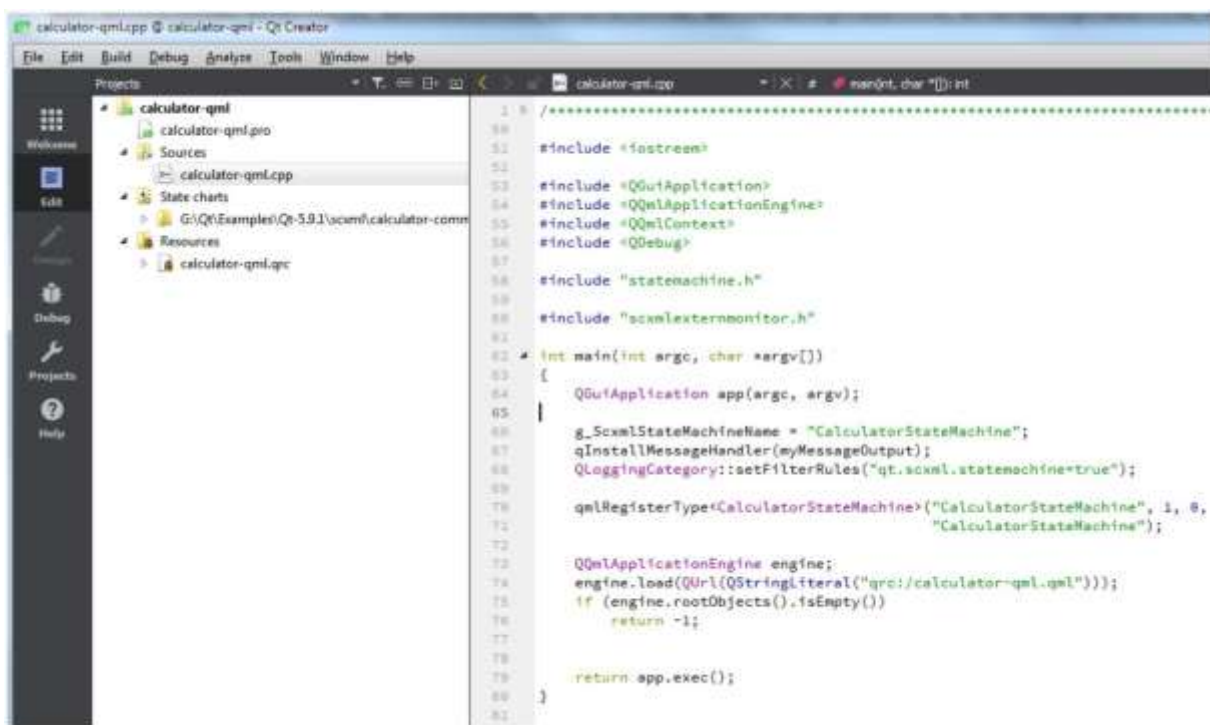 calculator-qml.cpp @ calculator-qml - Qt Creator
File Edit Build Debug Analyze Tools Window Help
Projects
calculator-qml.cpp
# main(int, char *[]): int
Welcome
Edit
Design
Debug
Projects
Help
calculator-qml
calculator-qml.pro
Sources
calculator-qml.cpp
State charts
G:\Qt\Examples\Qt-5.9.1\scxml\calculator-comm
Resources
calculator-qml.qrc
1 /****************************************************************************
50
51 #include <iostream>
52
53 #include <QGuiApplication>
54 #include <QQmlApplicationEngine>
55 #include <QQmlContext>
56 #include <QDebug>
57
58 #include "statemachine.h"
59
60 #include "scxmlexternmonitor.h"
61
62 int main(int argc, char *argv[])
63 {
64 QGuiApplication app(argc, argv);
65
66 g_ScxmlStateMachineName = "CalculatorStateMachine";
67 qInstallMessageHandler(myMessageOutput);
68 QLoggingCategory::setFilterRules("qt.scxml.statemachine=true");
69
70 qmlRegisterType<CalculatorStateMachine>("CalculatorStateMachine", 1, 0,
71 "CalculatorStateMachine");
72
73 QQmlApplicationEngine engine;
74 engine.load(QUrl(QStringLiteral("qrc:/calculator-qml.qml")));
75 if (engine.rootObjects().isEmpty())
76 return -1;
77
78
79 return app.exec();
80 }
81